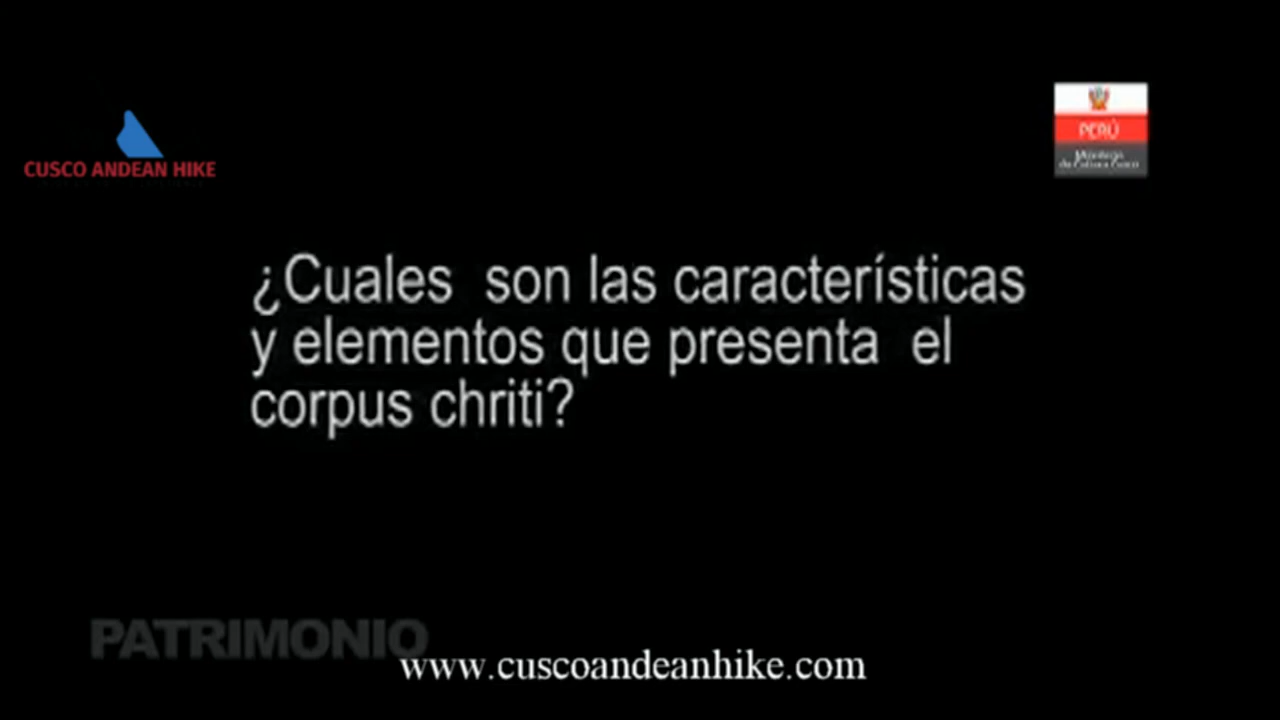 CUSCO ANDEAN HIKE
PERÚ
¿Cuales son las características
y elementos que presenta el
corpus chriti?
PATRIMONIO
www.cuscoandeanhike.com